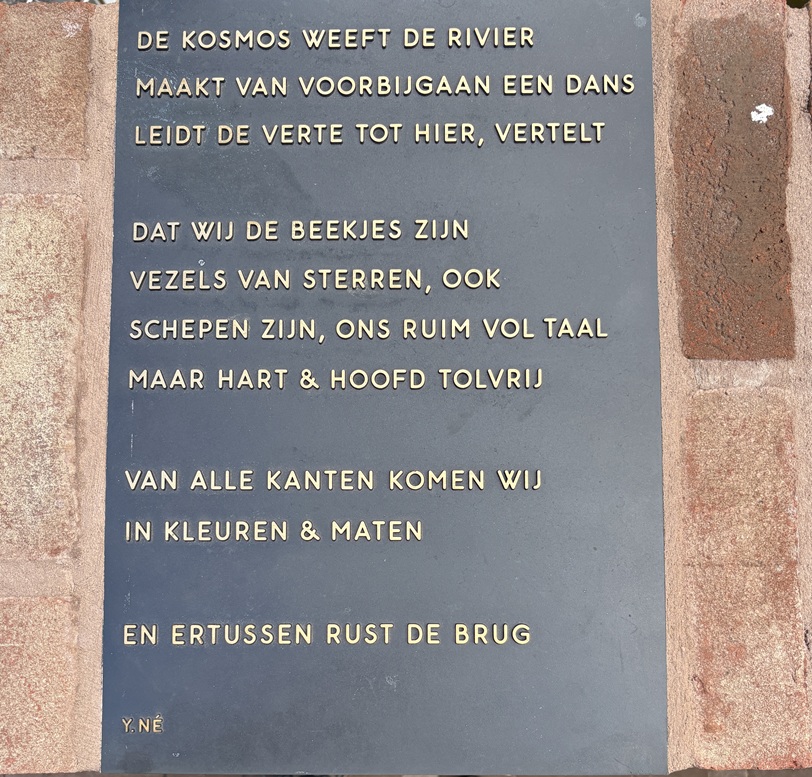 DE KOSMOS WEEFT DE RIVIER
MAAKT VAN VOORBIJGAAN EEN DANS
LEIDT DE VERTE TOT HIER, VERTELT
DAT WIJ DE BEEKJES ZIJN
VEZELS VAN STERREN, OOK
SCHEPEN ZIJN, ONS RUIM VOL TAAL
MAAR HART & HOOFD TOLVRIJ
VAN ALLE KANTEN KOMEN WIJ
IN KLEUREN & MATEN
EN ERTUSSEN RUST DE BRUG
Y. NÉ